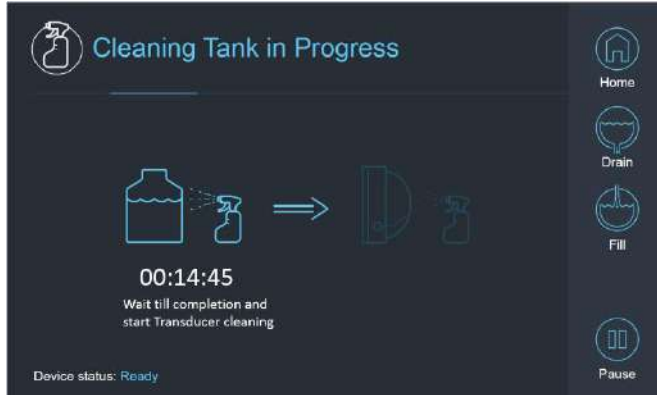 Cleaning Tank in Progress
Home
Drain
Fill
00:14:45
Wait till completion and
start Transducer cleaning
Device status: Ready
Pause